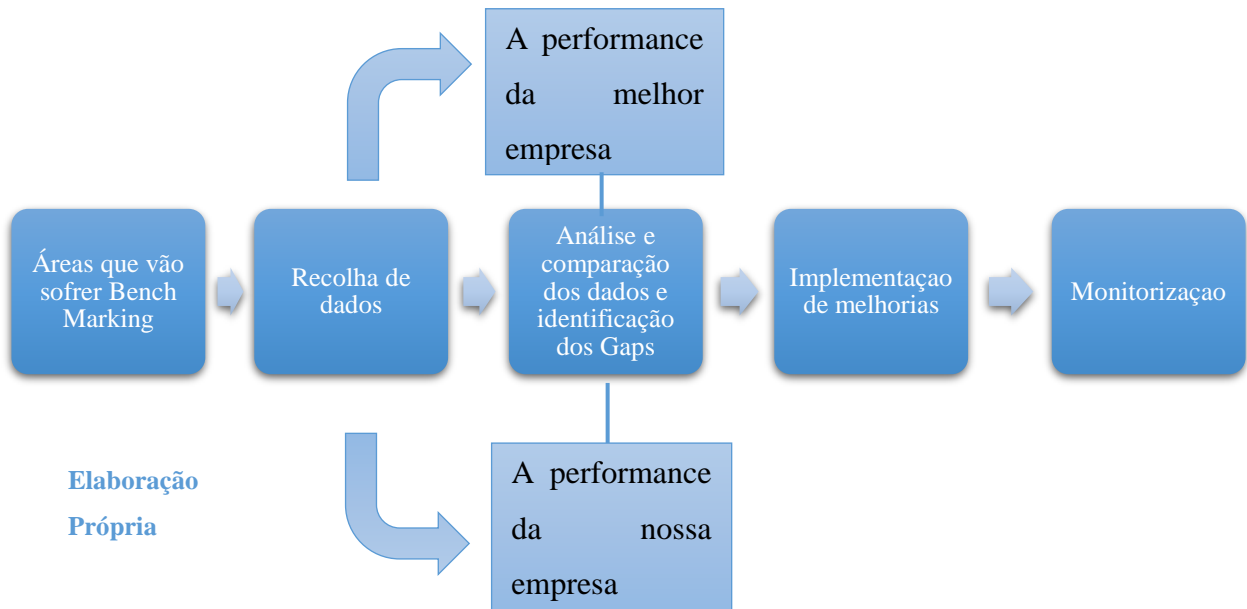 A performance
da melhor
empresa
Áreas que vão
sofrer Bench
Marking
Recolha de
dados
Análise e
comparação
dos dados e
identificação
dos Gaps
Implementaçao
de melhorias
Monitorizaçao
Elaboração
Própria
A performance
da nossa
empresa